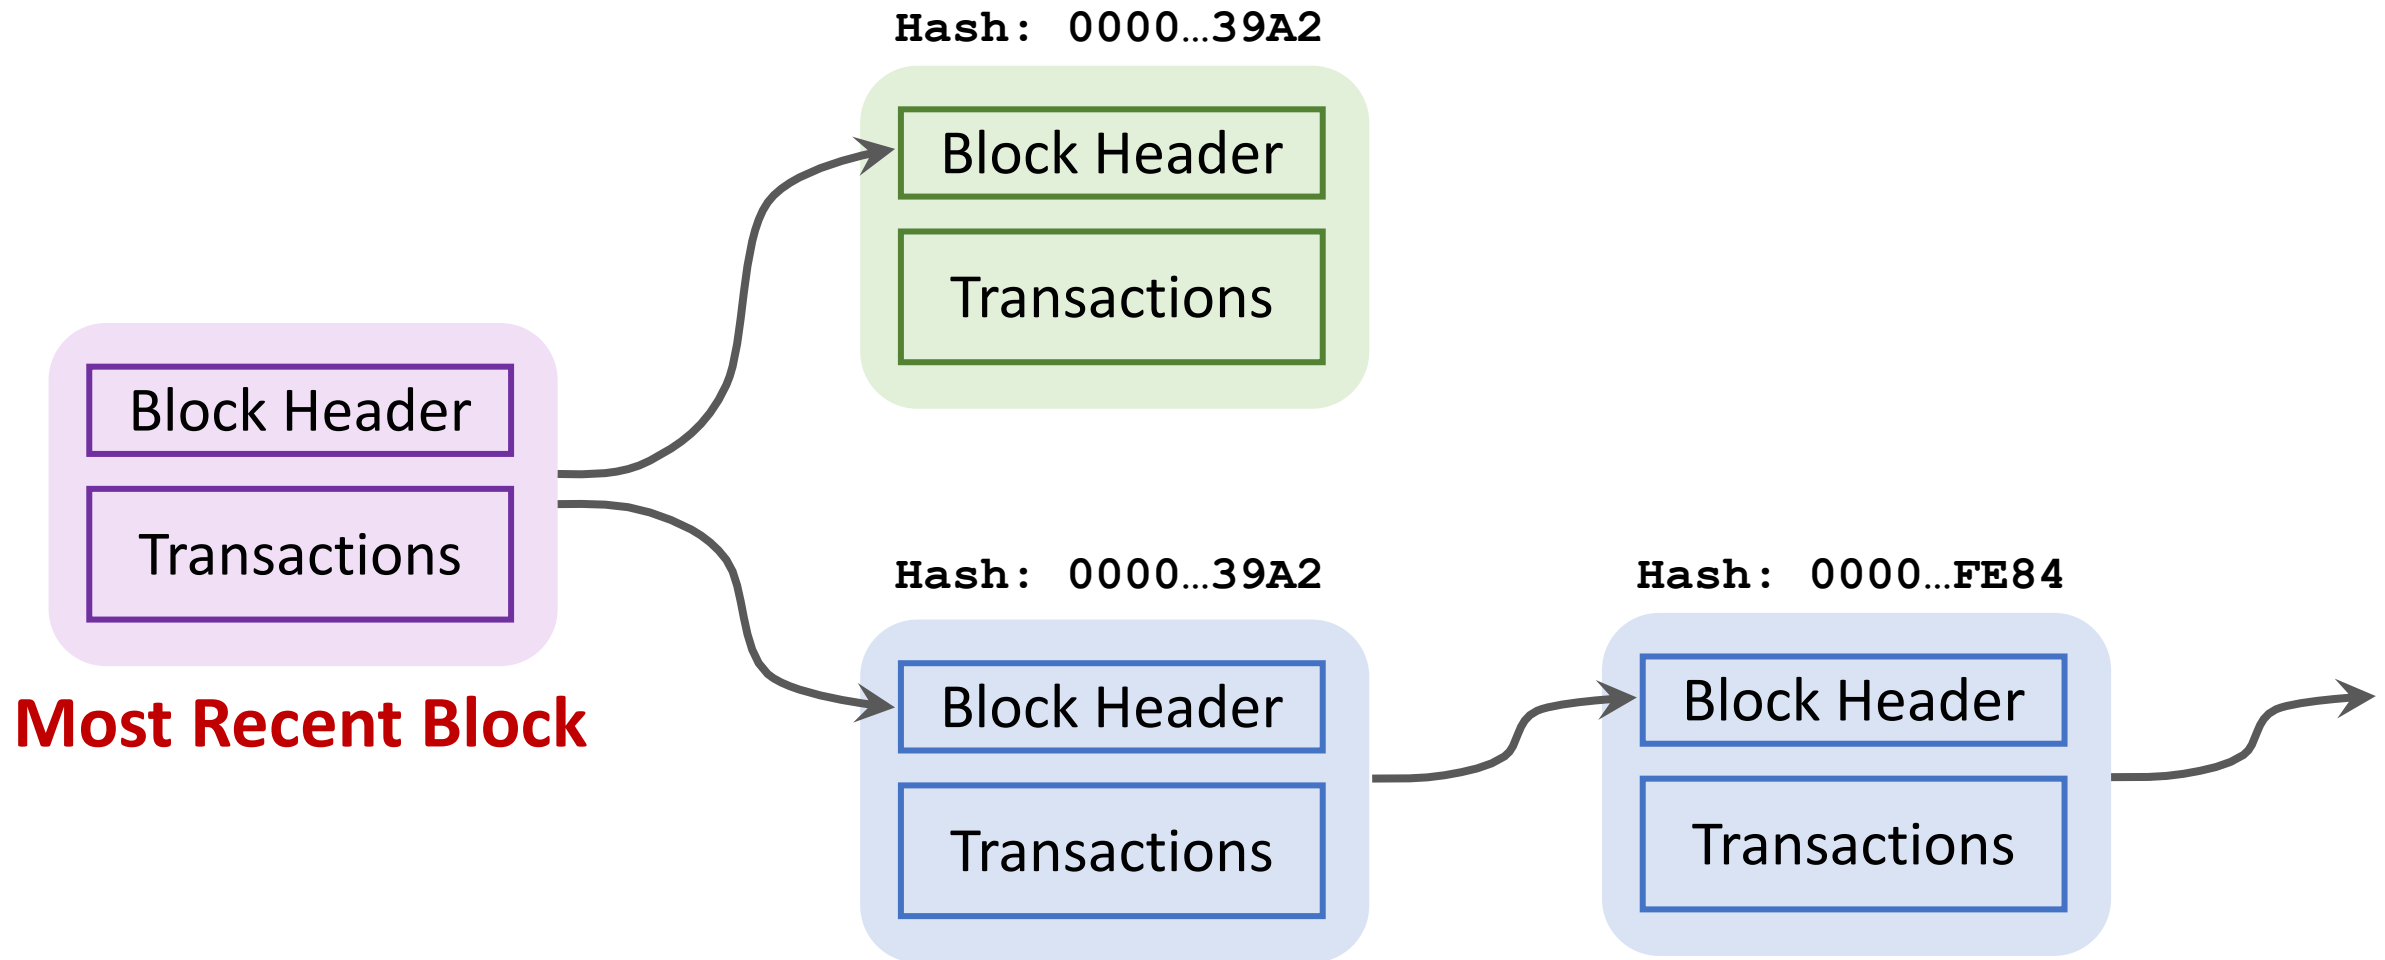 Hash: 0000…39A2
Block Header
Transactions
Block Header
Transactions
Most Recent Block
Hash: 0000…39A2
Block Header
Transactions
Hash: 0000…FE84
Block Header
Transactions